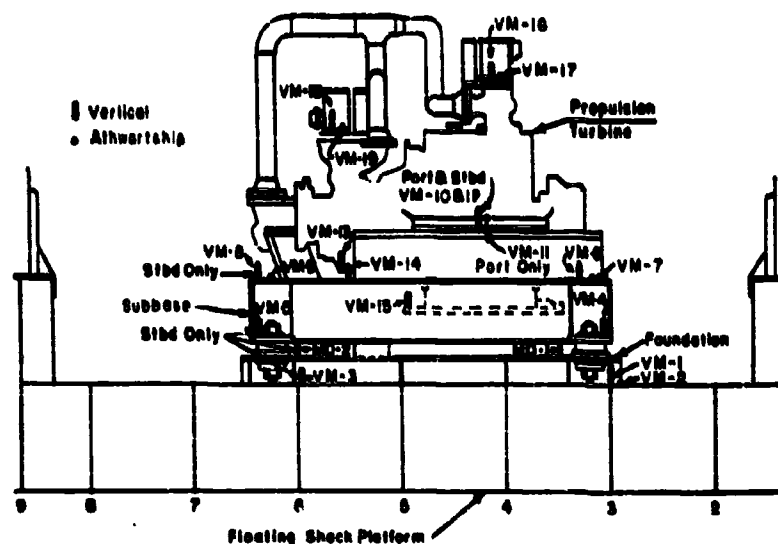 VM-16
VM-17
Vertical
Athwartship
Propulsion
Turbine
VM-19
Port & Stbd
VM-10 & 1P
VM-11
Port Only
VM-14
VM-7
Stbd Only
Subbase
VM-15
VM-4
Stbd Only
Foundation
VM-3
VM-1
VM-2
9 8 7 6 5 4 3 2
Floating Shock Platform